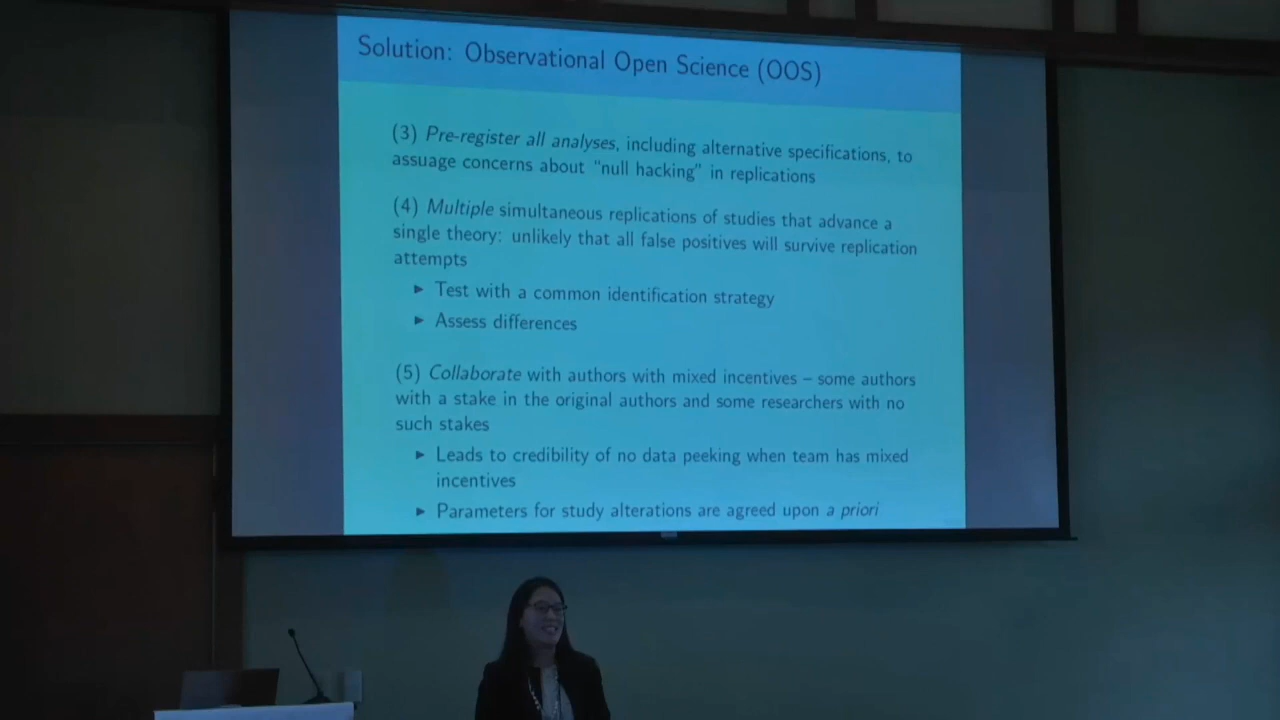 Solution: Observational Open Science (OOS)
(3) Pre-register all analyses, including alternative specifications, to
assuage concerns about “null hacking” in replications
(4) Multiple simultaneous replications of studies that advance a
single theory: unlikely that all false positives will survive replication
attempts
► Test with a common identification strategy
► Assess differences
(5) Collaborate with authors with mixed incentives – some authors
with a stake in the original authors and some researchers with no
such stakes
► Leads to credibility of no data peeking when team has mixed
incentives
► Parameters for study alterations are agreed upon a priori